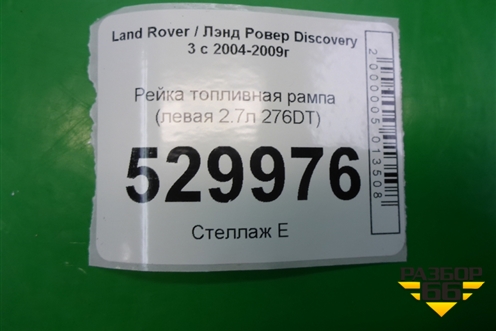 Land Rover / Лэнд Ровер Discovery
3 с 2004-2009г
Рейка топливная рампа
(левая 2.7л 276DT)
529976
Стеллаж Е
2000005013508
РАЗБОР
66